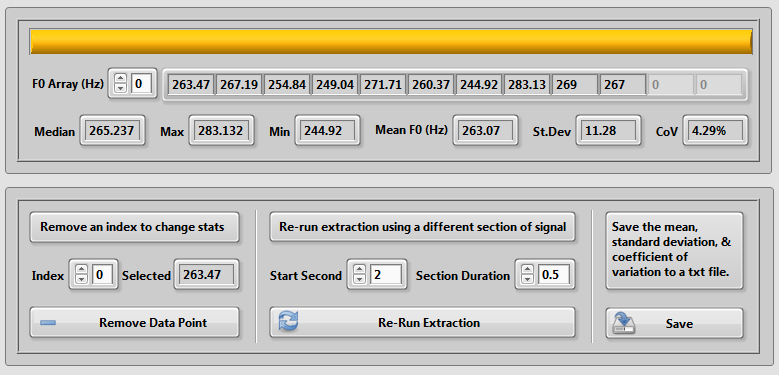 F0 Array (Hz) 0 263.47 267.19 254.84 249.04 271.71 260.37 244.92 283.13 269 267 0 0
Median 265.237 Max 283.132 Min 244.92 Mean F0 (Hz) 263.07 St.Dev 11.28 CoV 4.29%
Remove an index to change stats
Index 0 Selected 263.47
Remove Data Point
Re-run extraction using a different section of signal
Start Second 2 Section Duration 0.5
Re-Run Extraction
Save the mean,
standard deviation, &
coefficient of
variation to a txt file.
Save